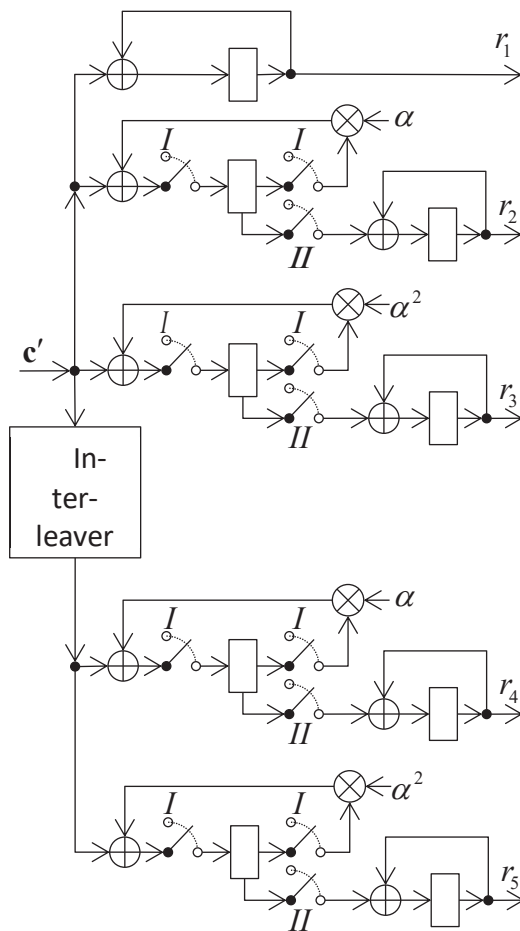 r₁
I I α
II r₂
c′
I I α²
II r₃
In-
ter-
leaver
I I α
II r₄
I I α²
II r₅